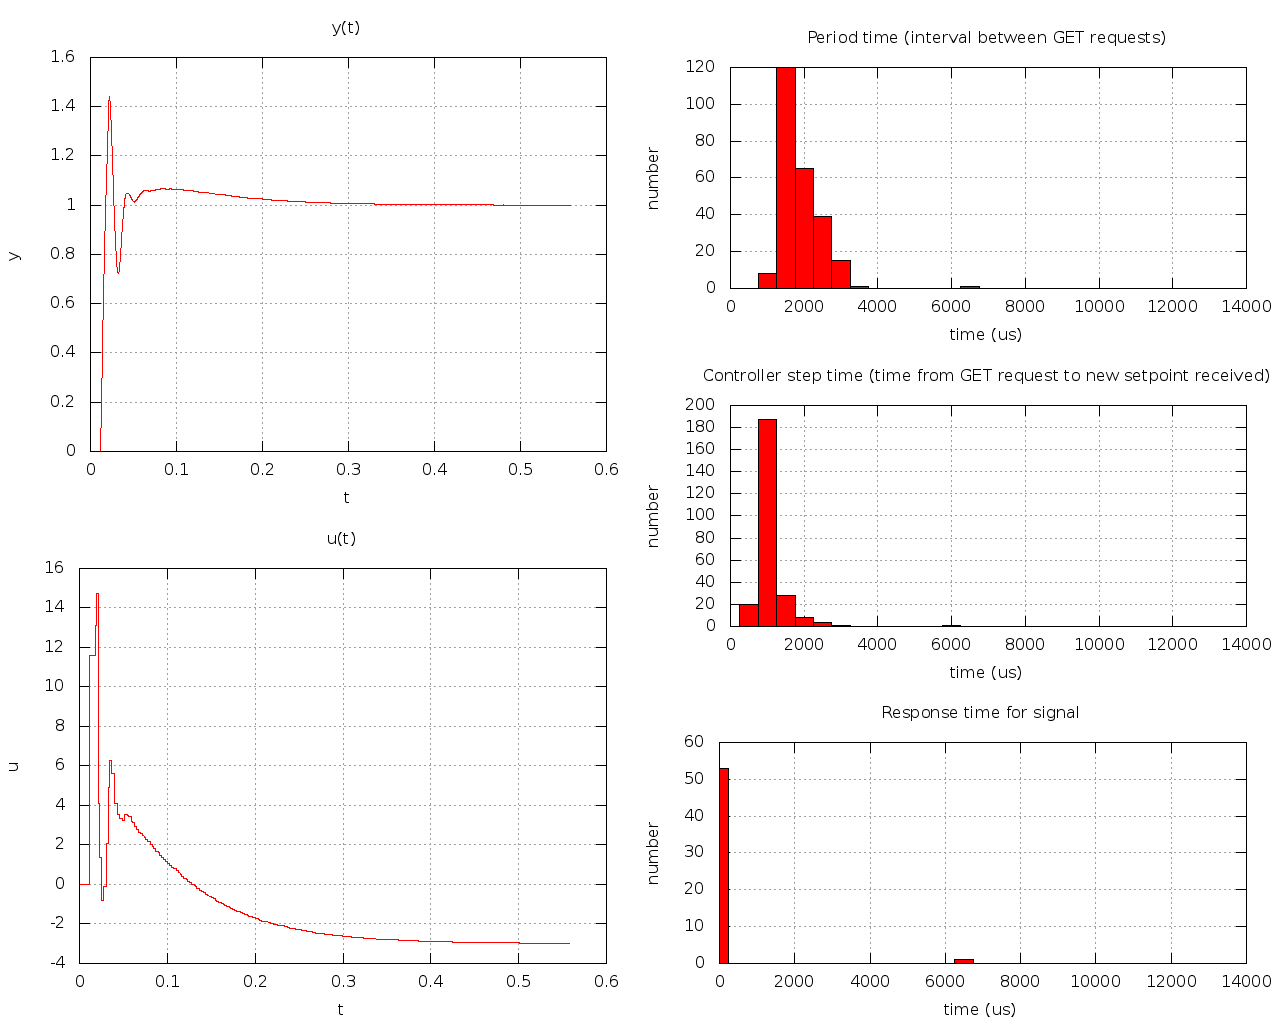 y(t)
1.6
1.4
1.2
1
0.8
0.6
0.4
0.2
0
y
0 0.1 0.2 0.3 0.4 0.5 0.6
t
u(t)
16
14
12
10
8
6
4
2
0
-2
-4
u
0 0.1 0.2 0.3 0.4 0.5 0.6
t
Period time (interval between GET requests)
120
100
80
60
40
20
0
number
0 2000 4000 6000 8000 10000 12000 14000
time (us)
Controller step time (time from GET request to new setpoint received)
200
180
160
140
120
100
80
60
40
20
0
number
0 2000 4000 6000 8000 10000 12000 14000
time (us)
Response time for signal
60
50
40
30
20
10
0
number
0 2000 4000 6000 8000 10000 12000 14000
time (us)